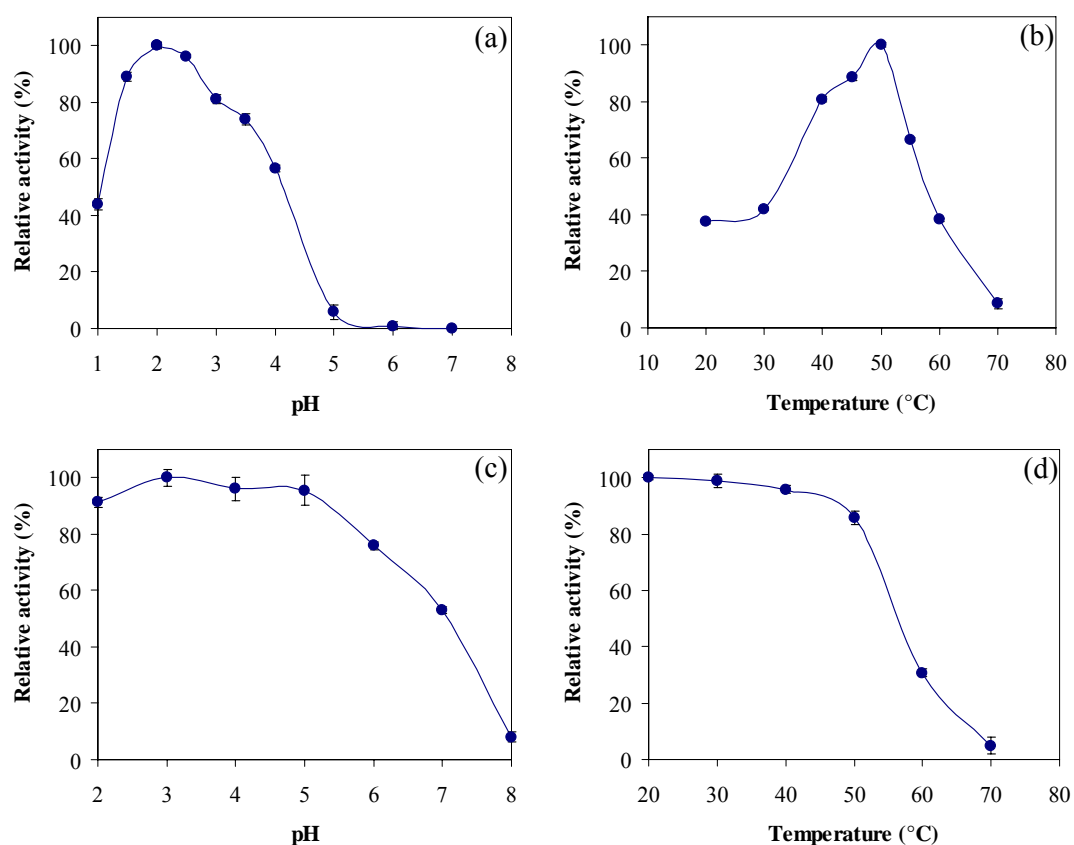 (a)
Relative activity (%)
100
80
60
40
20
0
1 2 3 4 5 6 7 8
pH
(b)
Relative activity (%)
100
80
60
40
20
0
10 20 30 40 50 60 70 80
Temperature (°C)
(c)
Relative activity (%)
100
80
60
40
20
0
2 3 4 5 6 7 8
pH
(d)
Relative activity (%)
100
80
60
40
20
0
20 30 40 50 60 70 80
Temperature (°C)